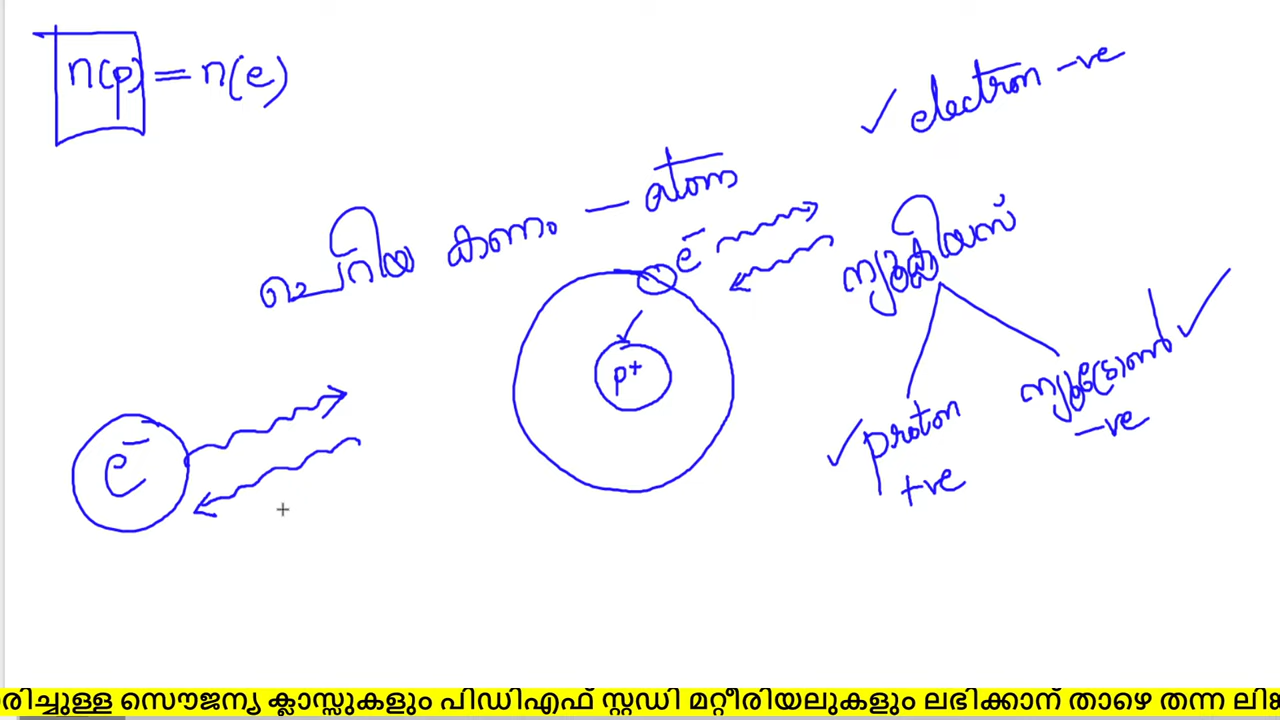 n(p) = n(e)
✓ electron -ve
ചെറിയ കണം – atom
e⁻
ന്യൂക്ലിയസ്
p+
ന്യൂട്രോൺ ✓
-ve
✓ proton
+ve
e⁻
രിച്ചുള്ള സൌജന്യ ക്ലാസ്സുകളും പിഡിഎഫ് സ്റ്റഡി മറ്റീരിയലുകളും ലഭിക്കാന് താഴെ തന്ന ലിങ